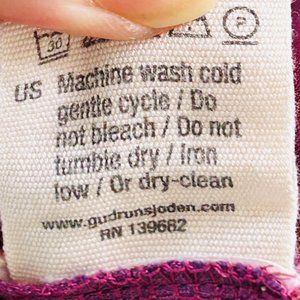 30 P
US Machine wash cold
gentle cycle / Do
not bleach / Do not
tumble dry / Iron
low / Or dry-clean
www.gudrunsjoden.com
RN 139682